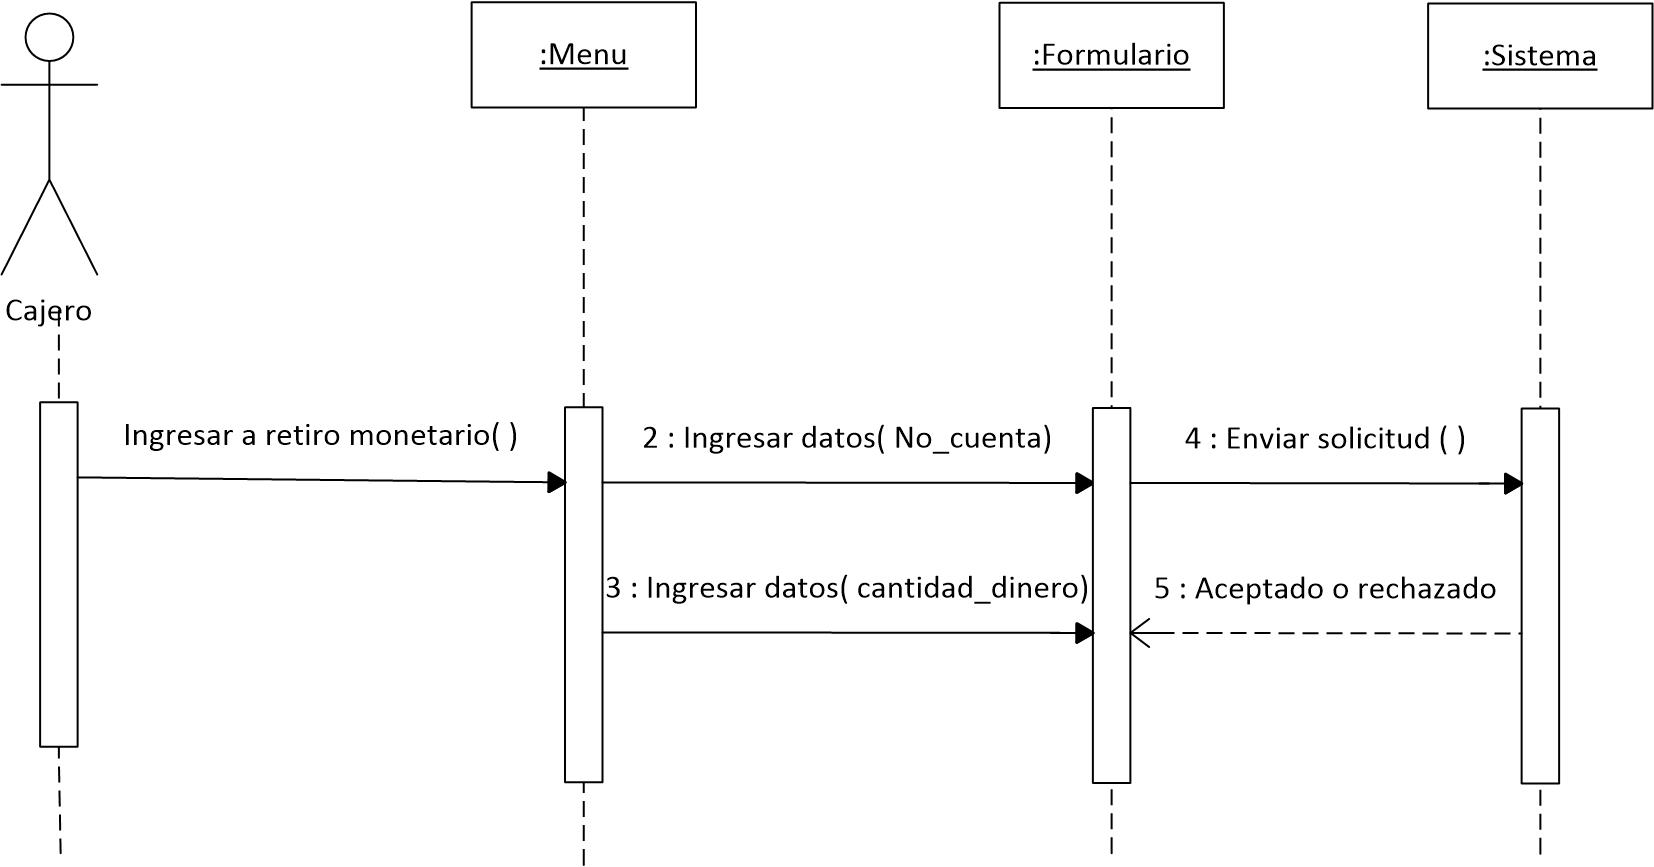 :Menu
:Formulario
:Sistema
Cajero
Ingresar a retiro monetario( )
2 : Ingresar datos( No_cuenta)
4 : Enviar solicitud ( )
3 : Ingresar datos( cantidad_dinero)
5 : Aceptado o rechazado